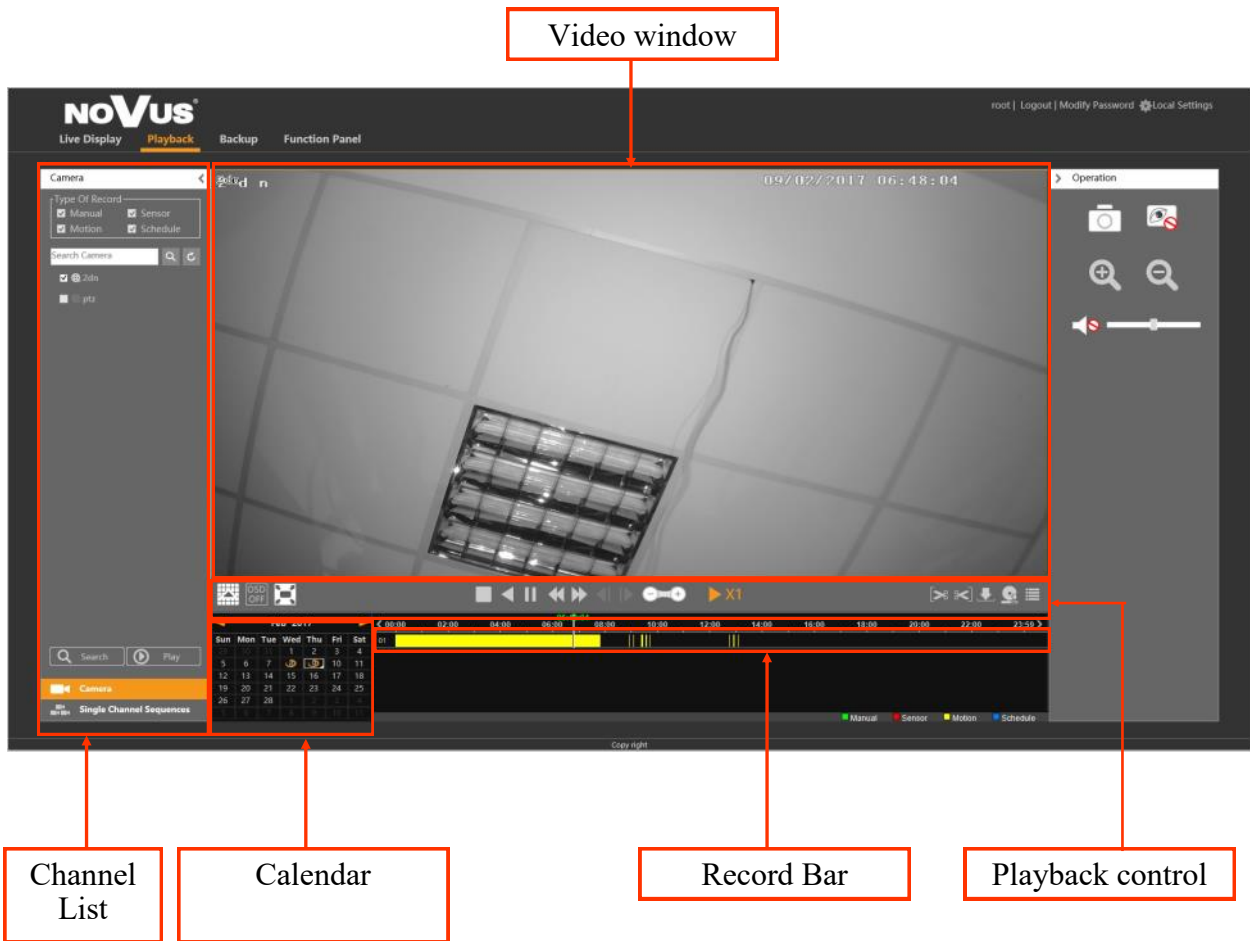 Video window
NOVUS
root | Logout | Modify Password Local Settings
Live Display Playback Backup Function Panel
Camera
Type Of Record
Manual Sensor
Motion Schedule
Search Camera
2dn
ptz
09/02/2017 06:48:04
Operation
OSD
OFF
X1
Search Play
Camera
Single Channel Sequences
2017
Sun Mon Tue Wed Thu Fri Sat
1 2 3 4
5 6 7 10 11
12 13 14 15 16 17 18
19 20 21 22 23 24 25
26 27 28
00:00 02:00 04:00 06:00 08:00 10:00 12:00 14:00 16:00 18:00 20:00 22:00 23:59
01
Manual Sensor Motion Schedule
Copy right
Channel
List
Calendar
Record Bar
Playback control